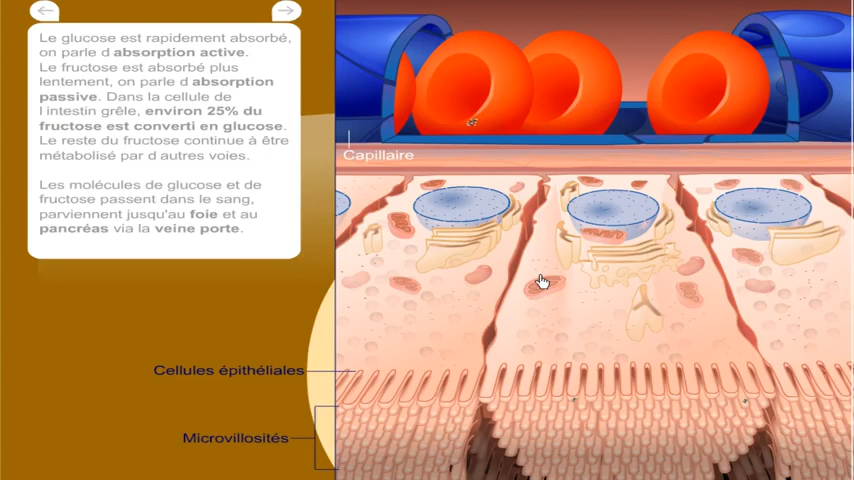 Le glucose est rapidement absorbé,
on parle d absorption active.
Le fructose est absorbé plus
lentement, on parle d absorption
passive. Dans la cellule de
l intestin grêle, environ 25% du
fructose est converti en glucose.
Le reste du fructose continue à être
métabolisé par d autres voies.
Les molécules de glucose et de
fructose passent dans le sang,
parviennent jusqu'au foie et au
pancréas via la veine porte.
Capillaire
Cellules épithéliales
Microvillosités